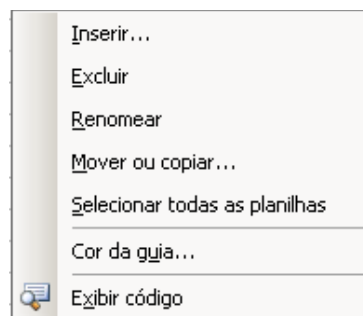 Inserir...
Excluir
Renomear
Mover ou copiar...
Selecionar todas as planilhas
Cor da guia...
Exibir código